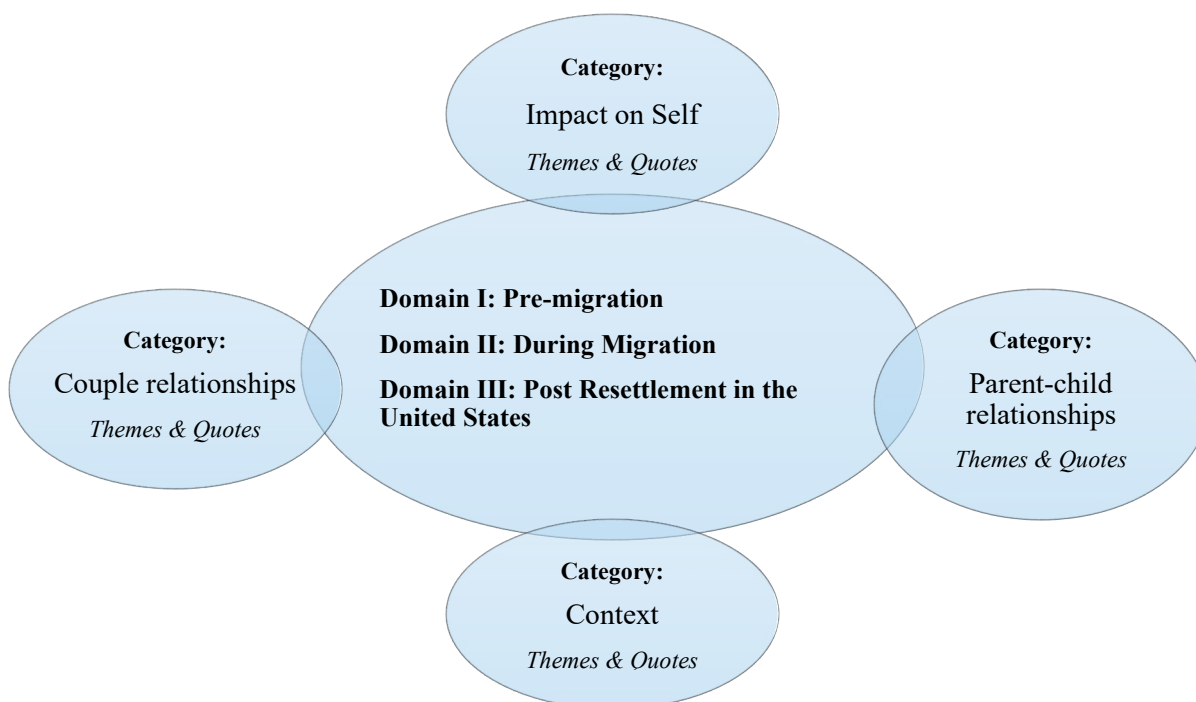 Category:
Impact on Self
Themes & Quotes
Domain I: Pre-migration
Domain II: During Migration
Domain III: Post Resettlement in the
United States
Category:
Couple relationships
Themes & Quotes
Category:
Parent-child
relationships
Themes & Quotes
Category:
Context
Themes & Quotes